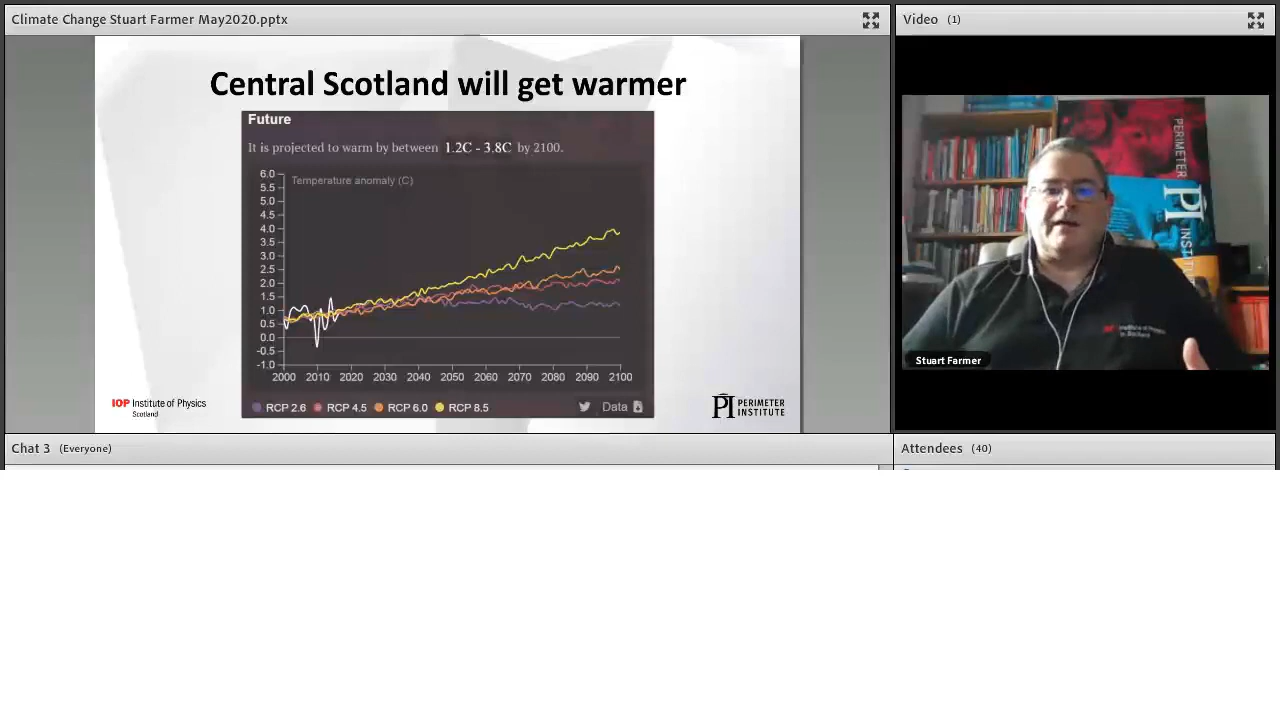 Climate Change Stuart Farmer May2020.pptx
Video (1)
Central Scotland will get warmer
Future
It is projected to warm by between 1.2C - 3.8C by 2100.
Temperature anomaly (C)
6.0
5.5
5.0
4.5
4.0
3.5
3.0
2.5
2.0
1.5
1.0
0.5
0.0
-0.5
-1.0
2000 2010 2020 2030 2040 2050 2060 2070 2080 2090 2100
RCP 2.6 RCP 4.5 RCP 6.0 RCP 8.5
Data
IOP Institute of Physics
Scotland
PI PERIMETER
INSTITUTE
PERIMETER
PI
Institute of Physics
in Scotland
Stuart Farmer
Chat 3 (Everyone)
Attendees (40)